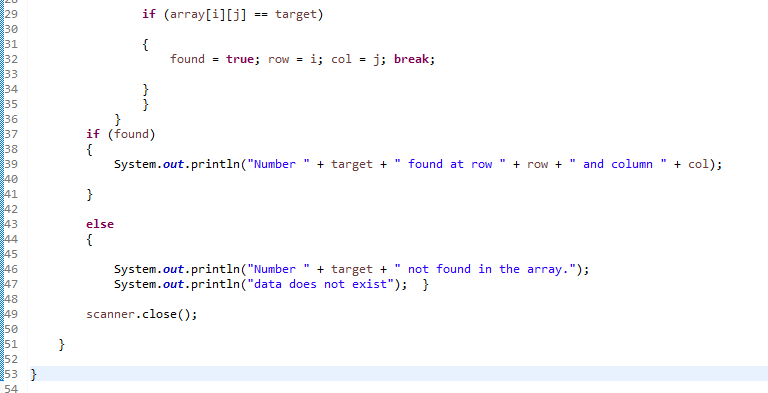 29 if (array[i][j] == target)
30
31 {
32 found = true; row = i; col = j; break;
33
34 }
35 }
36 }
37 if (found)
38 {
39 System.out.println("Number " + target + " found at row " + row + " and column " + col);
40
41 }
42
43 else
44 {
45
46 System.out.println("Number " + target + " not found in the array.");
47 System.out.println("data does not exist"); }
48
49 scanner.close();
50
51 }
52
53 }
54